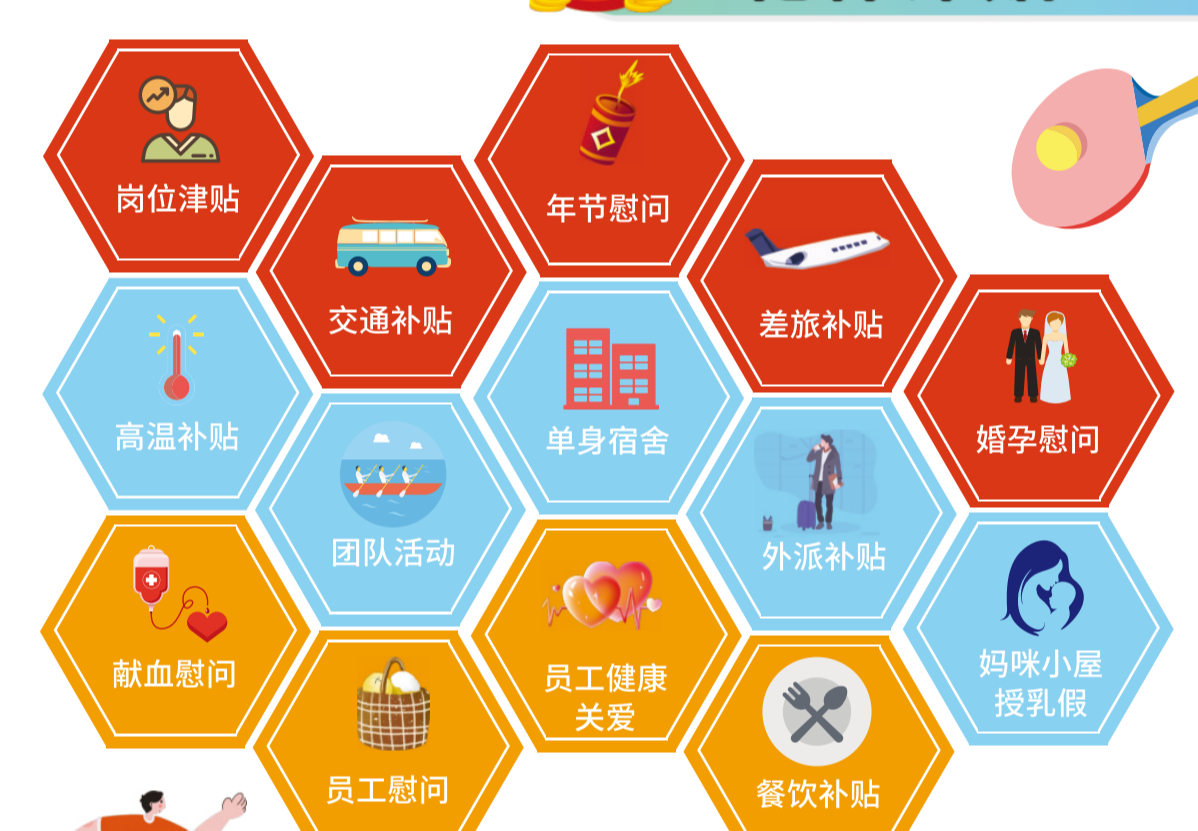 岗位津贴
年节慰问
交通补贴
差旅补贴
高温补贴
单身宿舍
婚孕慰问
团队活动
外派补贴
献血慰问
员工健康
关爱
妈咪小屋
授乳假
员工慰问
餐饮补贴